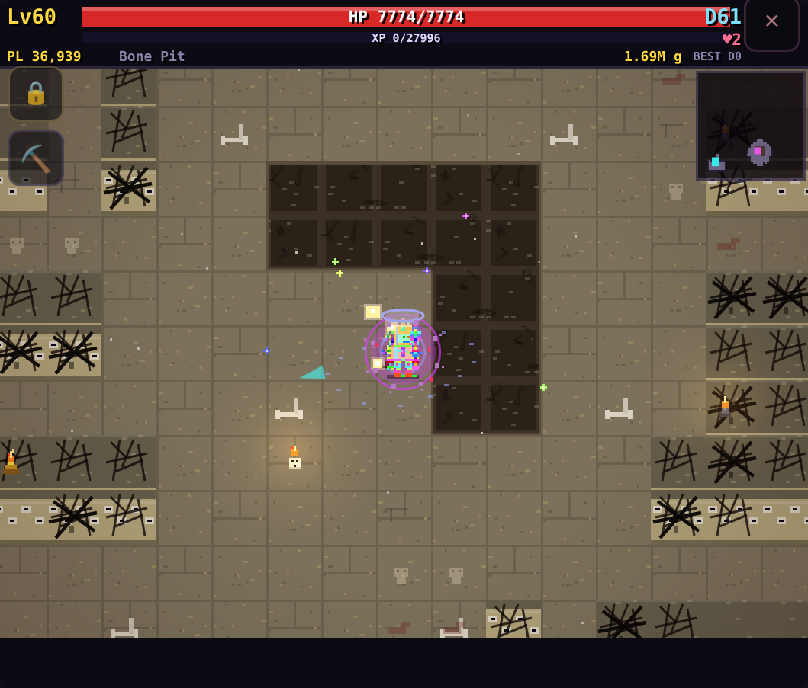 Lv60
HP 7774/7774
D61
×
XP 0/27996
♥2
PL 36,939
Bone Pit
1.69M g
BEST D0